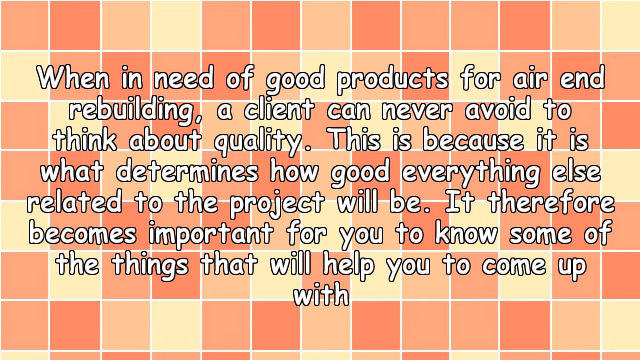 When in need of good products for air end
rebuilding, a client can never avoid to
think about quality. This is because it is
what determines how good everything else
related to the project will be. It therefore
becomes important for you to know some of
the things that will help you to come up
with